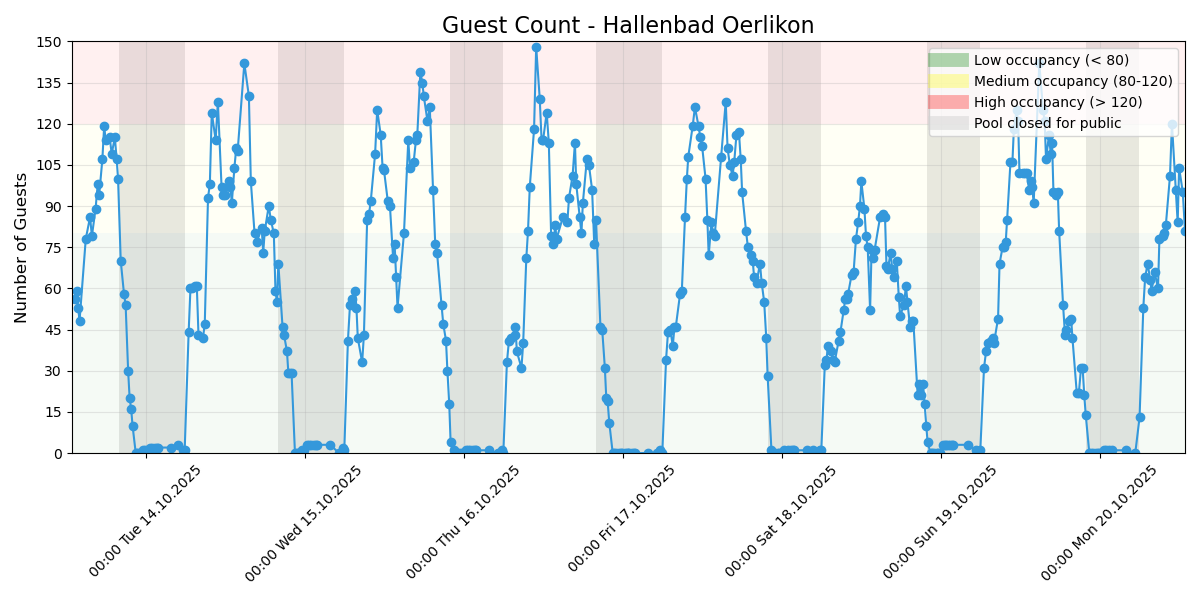 Guest Count - Hallenbad Oerlikon
Number of Guests
150
135
120
105
90
75
60
45
30
15
0
Low occupancy (< 80)
Medium occupancy (80-120)
High occupancy (> 120)
Pool closed for public
00:00 Tue 14.10.2025
00:00 Wed 15.10.2025
00:00 Thu 16.10.2025
00:00 Fri 17.10.2025
00:00 Sat 18.10.2025
00:00 Sun 19.10.2025
00:00 Mon 20.10.2025